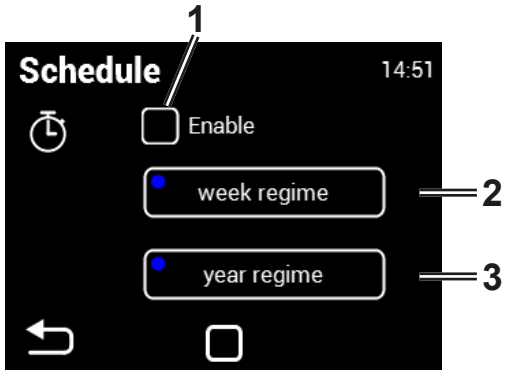 1
Schedule 14:51
Enable
week regime 2
year regime 3